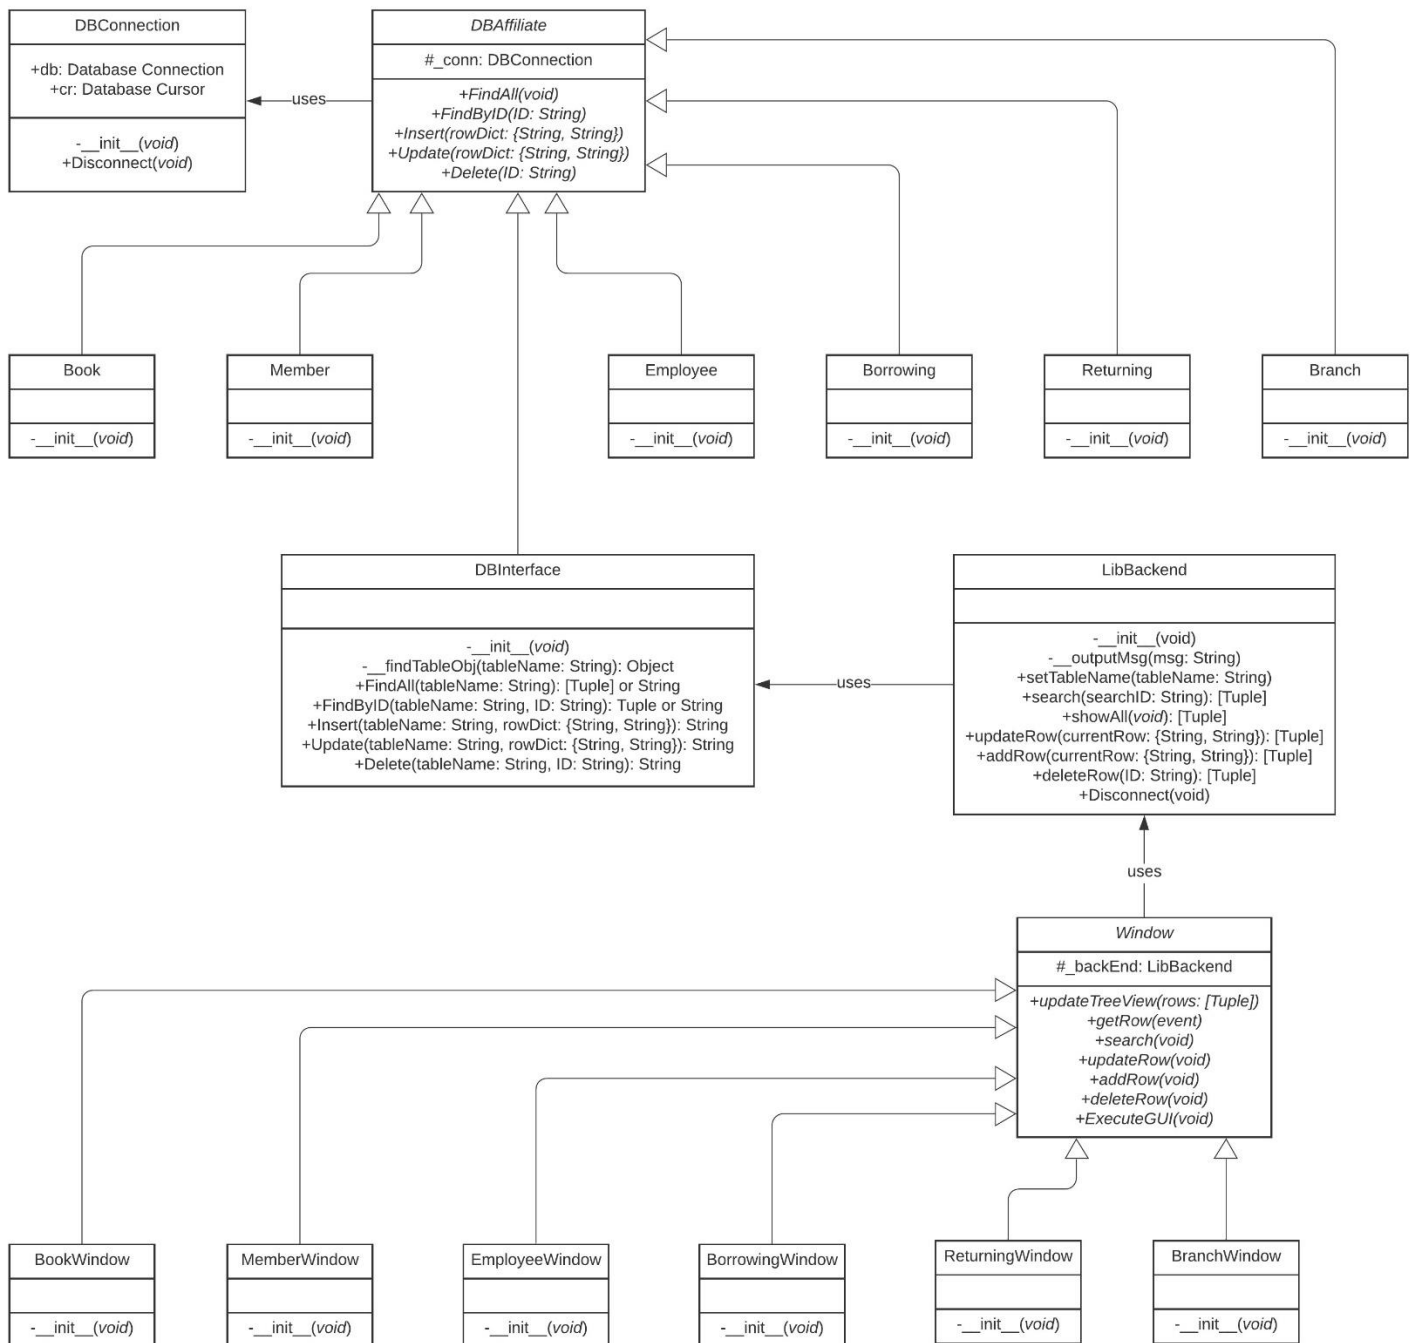 DBConnection
+db: Database Connection
+cr: Database Cursor
-__init__(void)
+Disconnect(void)
uses
DBAffiliate
#_conn: DBConnection
+FindAll(void)
+FindByID(ID: String)
+Insert(rowDict: {String, String})
+Update(rowDict: {String, String})
+Delete(ID: String)
Book
-__init__(void)
Member
-__init__(void)
Employee
-__init__(void)
Borrowing
-__init__(void)
Returning
-__init__(void)
Branch
-__init__(void)
DBInterface
-__init__(void)
-__findTableObj(tableName: String): Object
+FindAll(tableName: String): [Tuple] or String
+FindByID(tableName: String, ID: String): Tuple or String
+Insert(tableName: String, rowDict: {String, String}): String
+Update(tableName: String, rowDict: {String, String}): String
+Delete(tableName: String, ID: String): String
uses
LibBackend
-__init__(void)
-__outputMsg(msg: String)
+setTableName(tableName: String)
+search(searchID: String): [Tuple]
+showAll(void): [Tuple]
+updateRow(currentRow: {String, String}): [Tuple]
+addRow(currentRow: {String, String}): [Tuple]
+deleteRow(ID: String): [Tuple]
+Disconnect(void)
uses
Window
#_backEnd: LibBackend
+updateTreeView(rows: [Tuple])
+getRow(event)
+search(void)
+updateRow(void)
+addRow(void)
+deleteRow(void)
+ExecuteGUI(void)
BookWindow
-__init__(void)
MemberWindow
-__init__(void)
EmployeeWindow
-__init__(void)
BorrowingWindow
-__init__(void)
ReturningWindow
-__init__(void)
BranchWindow
-__init__(void)